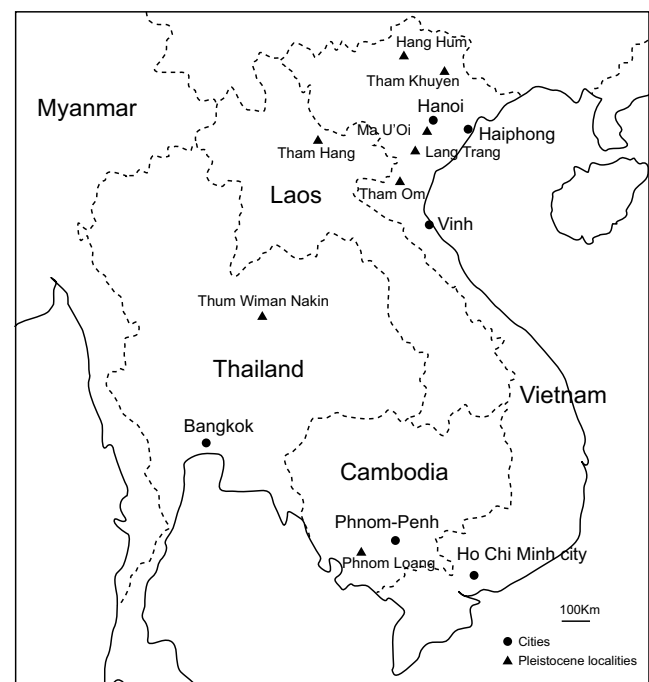 Hang Hum
Tham Khuyen
Myanmar
Hanoi
Ma U'Oi
Haiphong
Tham Hang
Lang Trang
Laos
Tham Om
Vinh
Thum Wiman Nakin
Thailand
Vietnam
Bangkok
Cambodia
Phnom-Penh
Ho Chi Minh city
Phnom Loang
100Km
Cities
Pleistocene localities